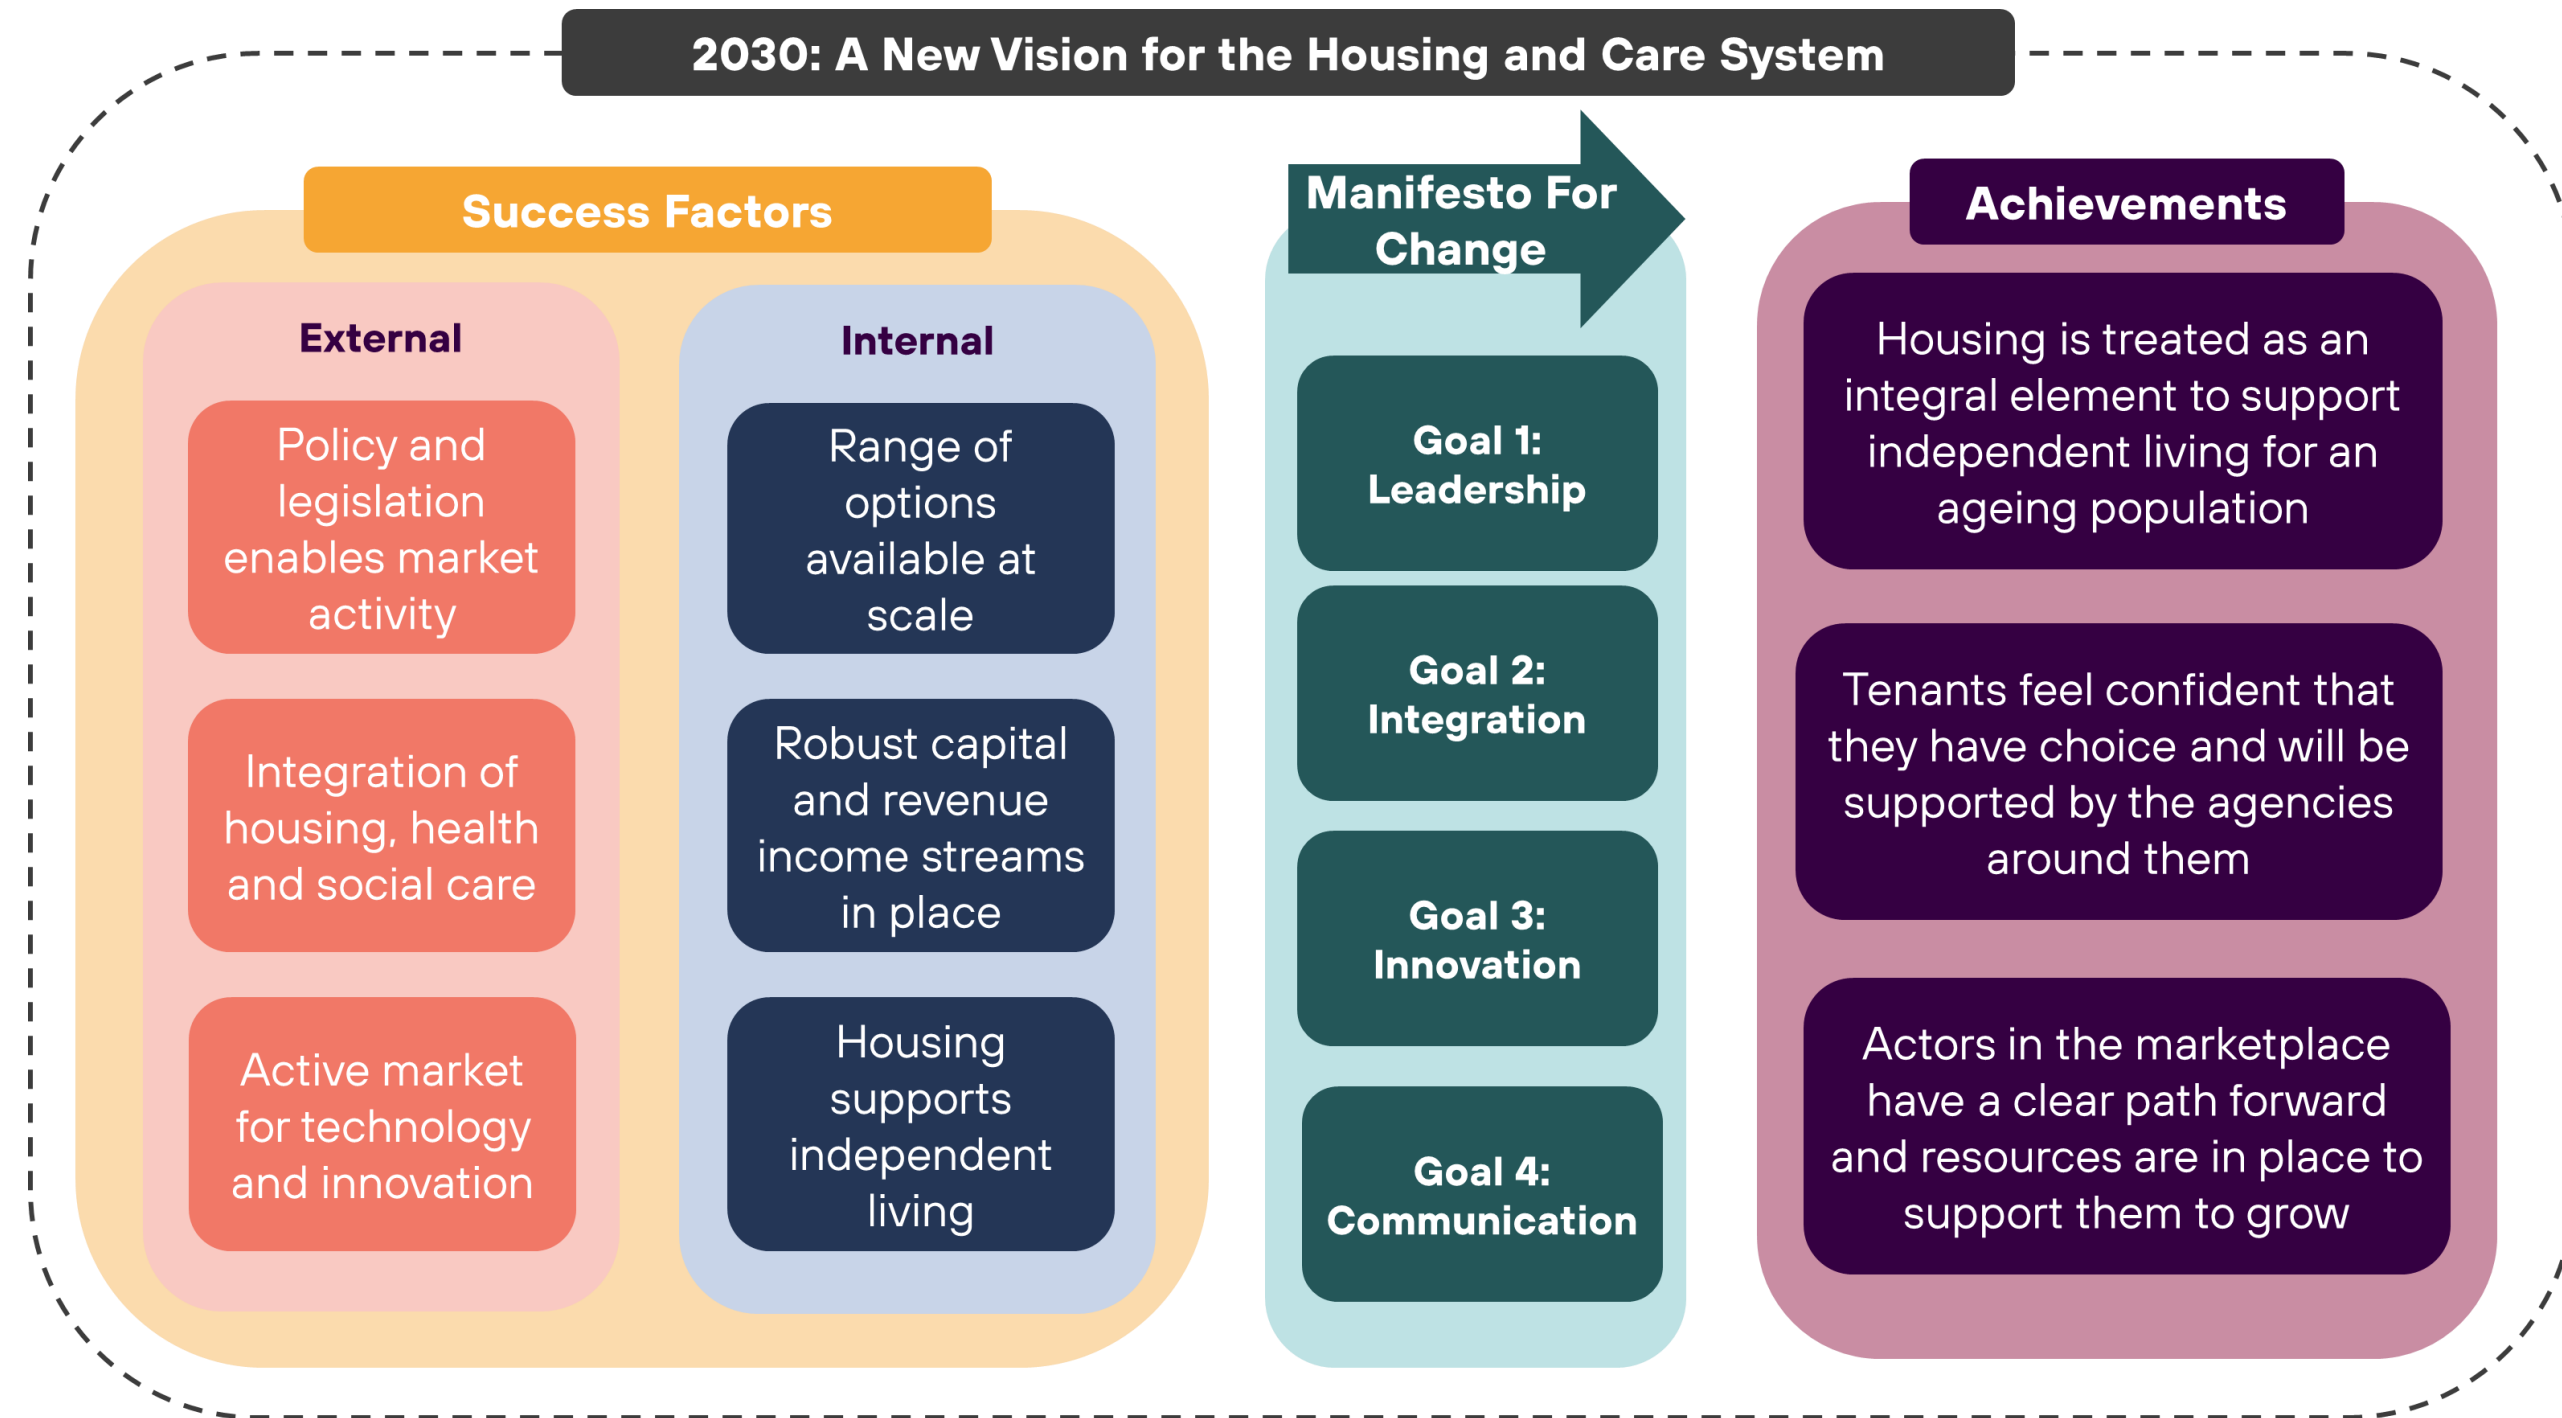 2030: A New Vision for the Housing and Care System
Success Factors
External
Policy and
legislation
enables market
activity
Integration of
housing, health
and social care
Active market
for technology
and innovation
Internal
Range of
options
available at
scale
Robust capital
and revenue
income streams
in place
Housing
supports
independent
living
Manifesto For
Change
Goal 1:
Leadership
Goal 2:
Integration
Goal 3:
Innovation
Goal 4:
Communication
Achievements
Housing is treated as an
integral element to support
independent living for an
ageing population
Tenants feel confident that
they have choice and will be
supported by the agencies
around them
Actors in the marketplace
have a clear path forward
and resources are in place to
support them to grow